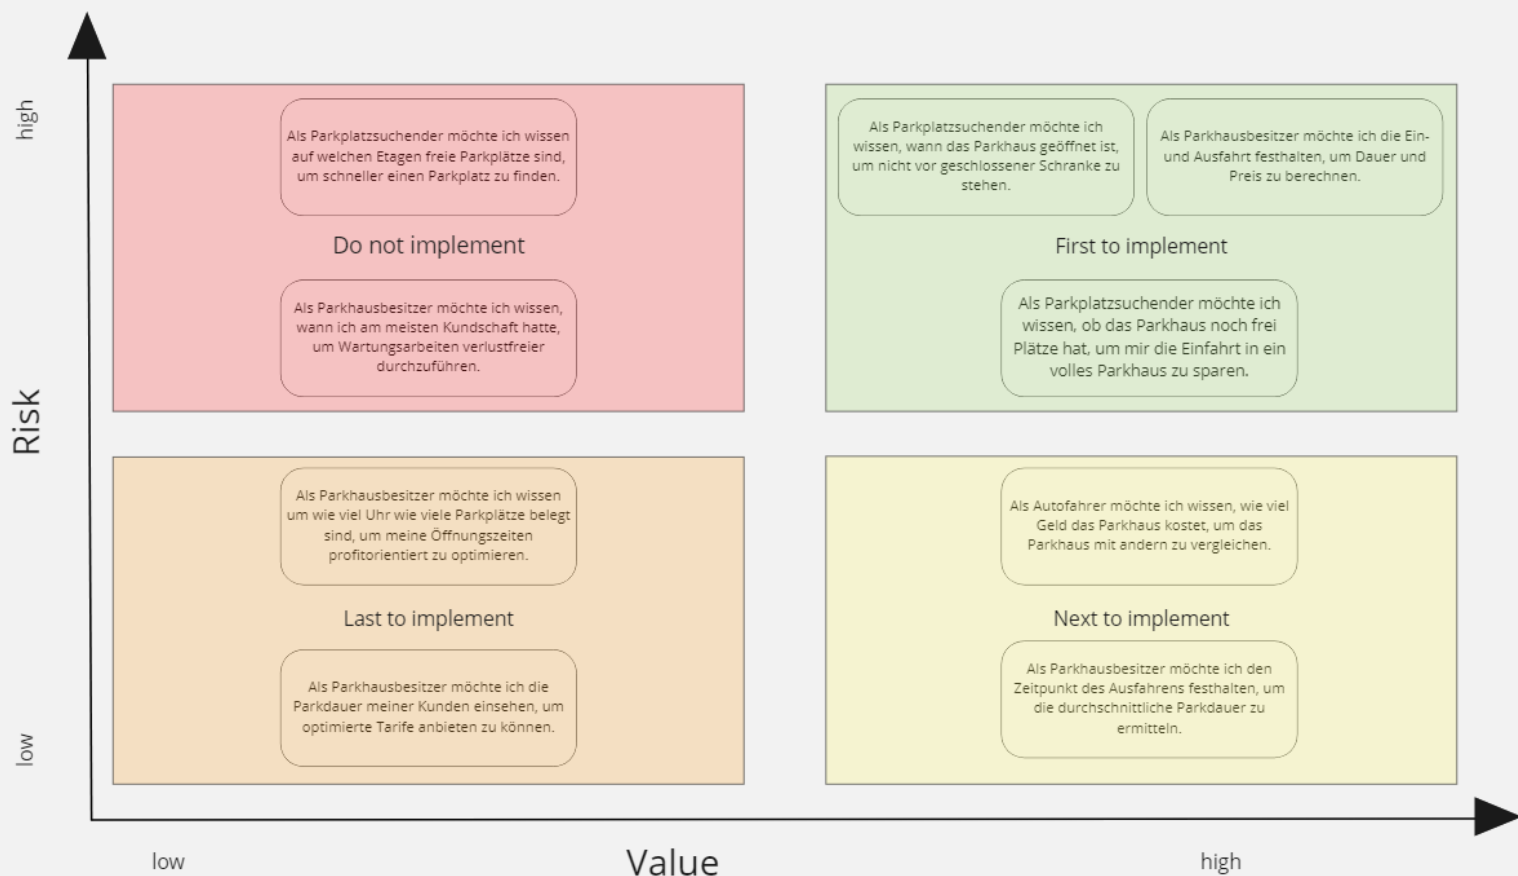 high
Risk
low
Als Parkplatzsuchender möchte ich wissen
auf welchen Etagen freie Parkplätze sind,
um schneller einen Parkplatz zu finden.
Do not implement
Als Parkhausbesitzer möchte ich wissen,
wann ich am meisten Kundschaft hatte,
um Wartungsarbeiten verlustfreier
durchzuführen.
Als Parkplatzsuchender möchte ich
wissen, wann das Parkhaus geöffnet ist,
um nicht vor geschlossener Schranke zu
stehen.
Als Parkhausbesitzer möchte ich die Ein-
und Ausfahrt festhalten, um Dauer und
Preis zu berechnen.
First to implement
Als Parkplatzsuchender möchte ich
wissen, ob das Parkhaus noch frei
Plätze hat, um mir die Einfahrt in ein
volles Parkhaus zu sparen.
Als Parkhausbesitzer möchte ich wissen
um wie viel Uhr wie viele Parkplätze belegt
sind, um meine Öffnungszeiten
profitorientiert zu optimieren.
Last to implement
Als Parkhausbesitzer möchte ich die
Parkdauer meiner Kunden einsehen, um
optimierte Tarife anbieten zu können.
Als Autofahrer möchte ich wissen, wie viel
Geld das Parkhaus kostet, um das
Parkhaus mit andern zu vergleichen.
Next to implement
Als Parkhausbesitzer möchte ich den
Zeitpunkt des Ausfahrens festhalten, um
die durchschnittliche Parkdauer zu
ermitteln.
low
Value
high